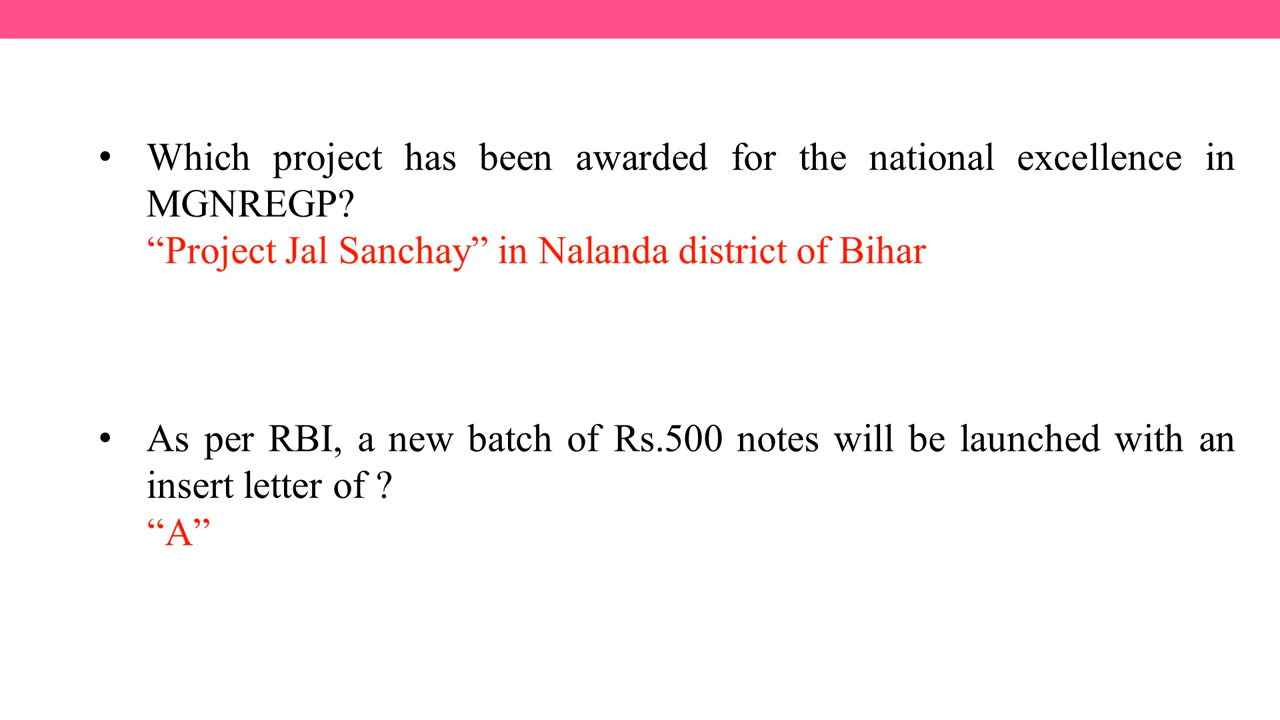 • Which project has been awarded for the national excellence in
MGNREGP?
“Project Jal Sanchay” in Nalanda district of Bihar
• As per RBI, a new batch of Rs.500 notes will be launched with an
insert letter of ?
“A”